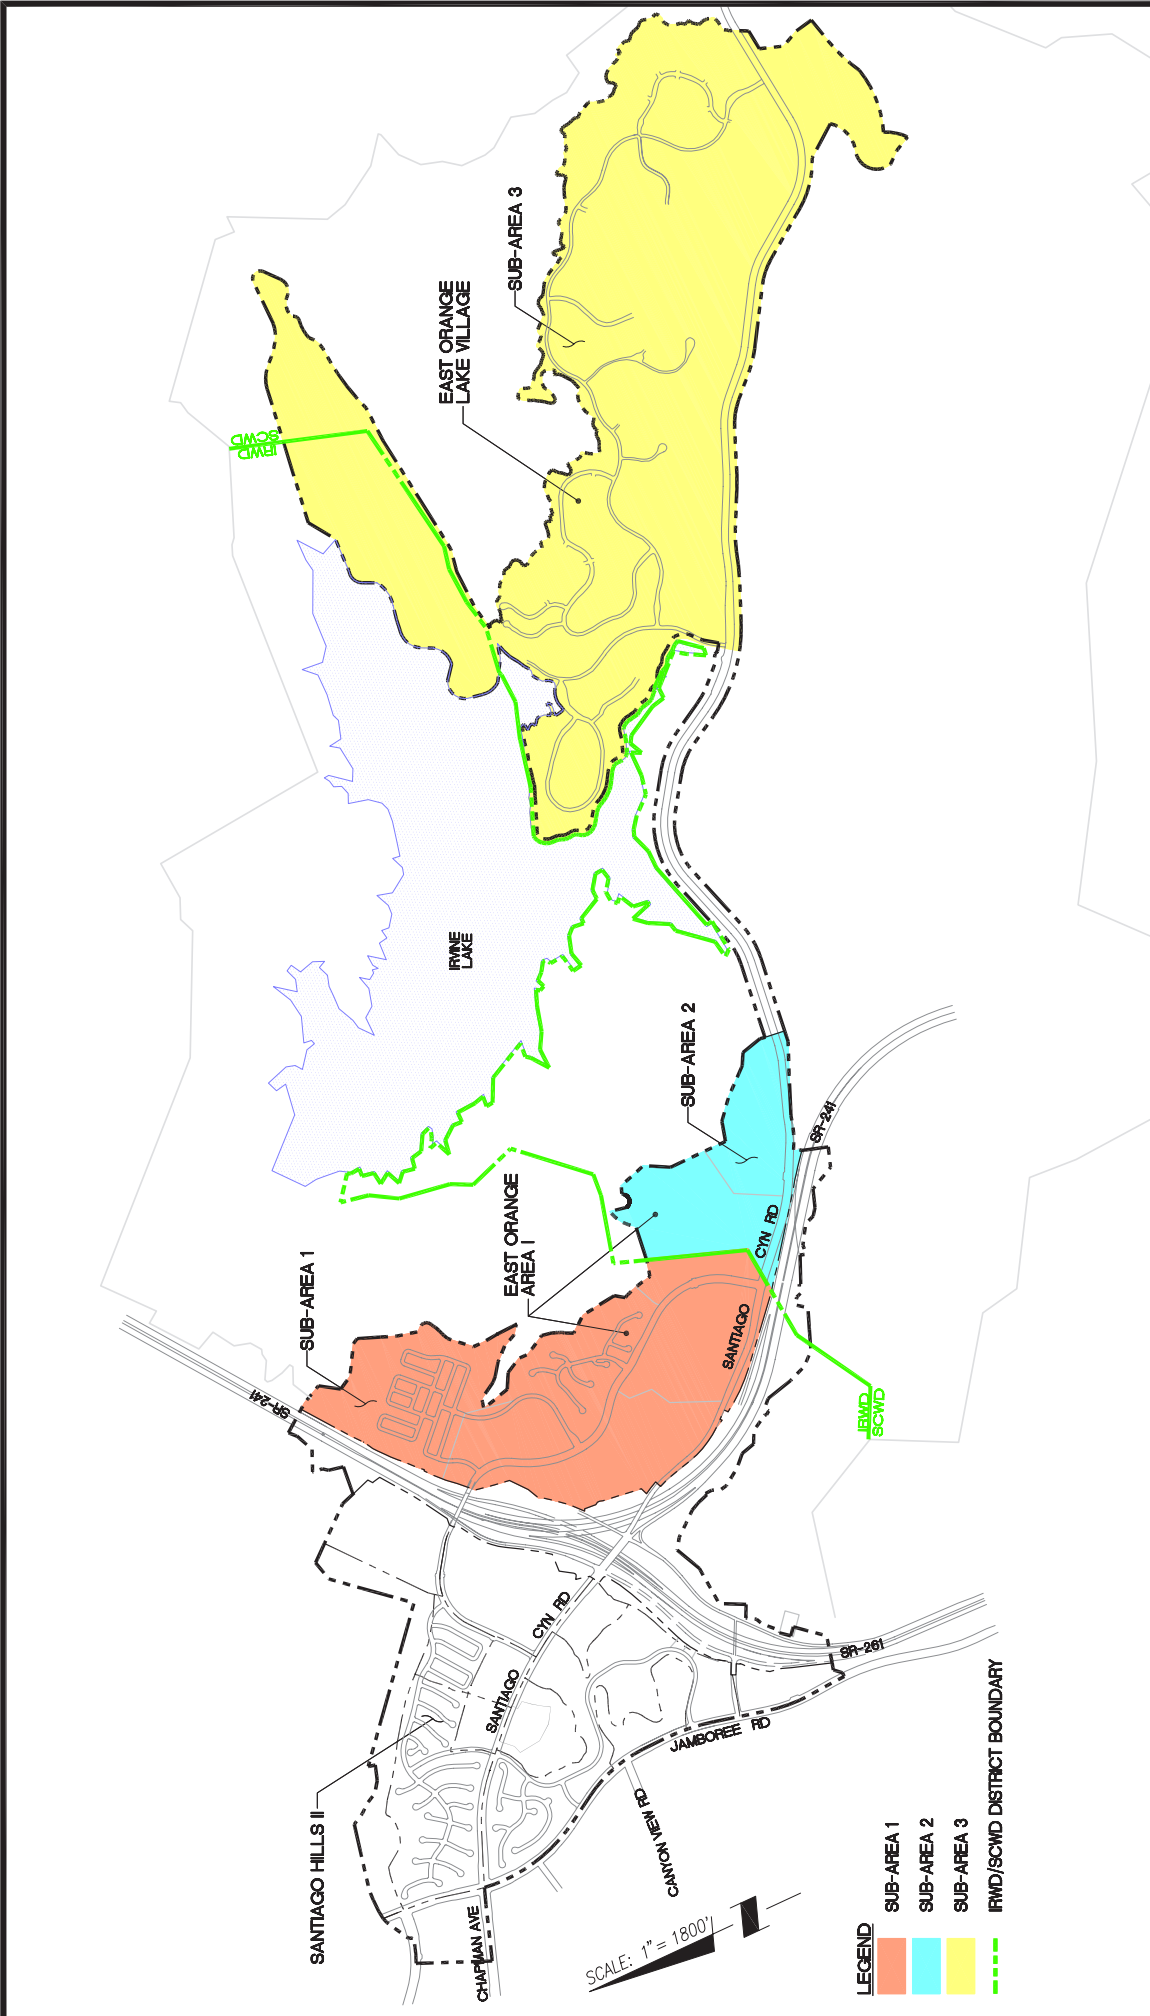 SUB-AREA 3
EAST ORANGE
LAKE VILLAGE
SCWD
IRWD
IRVINE
LAKE
SUB-AREA 2
SR-241
EAST ORANGE
AREA I
CYN RD
SANTIAGO
SUB-AREA 1
SR-241
IRWD
SCWD
CYN RD
SANTIAGO
SR-261
JAMBOREE RD
CANYON VIEW RD
SANTIAGO HILLS II
CHAPMAN AVE
SCALE: 1"= 1800'
LEGEND
SUB-AREA 1
SUB-AREA 2
SUB-AREA 3
IRWD/SCWD DISTRICT BOUNDARY